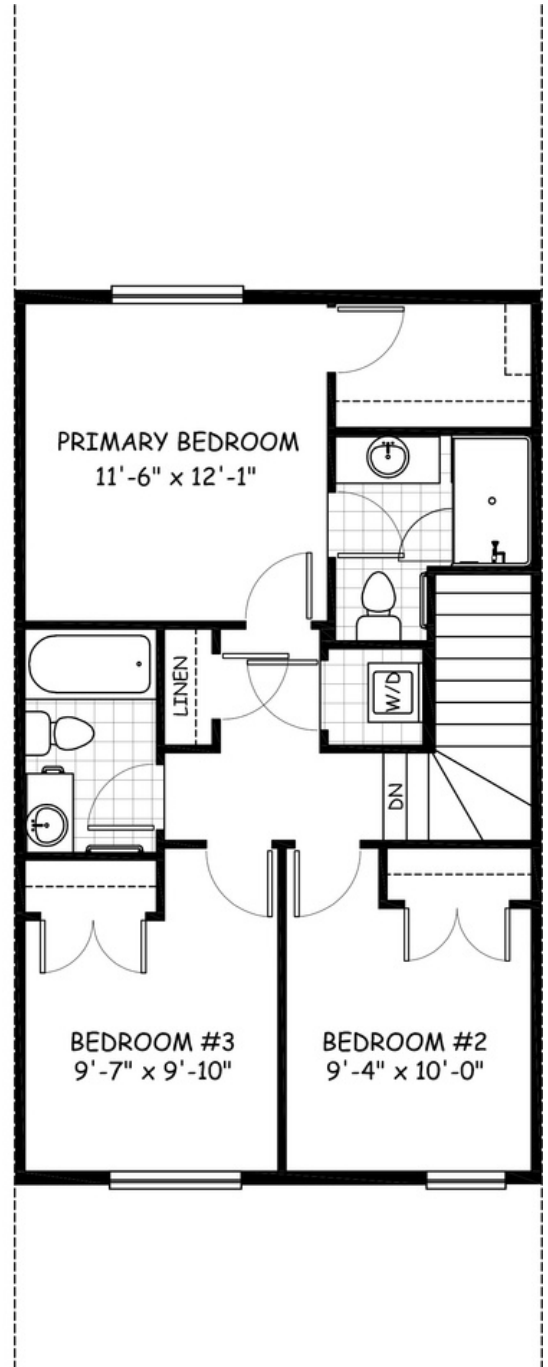 PRIMARY BEDROOM
11'-6" x 12'-1"
LINEN
W/D
DN
BEDROOM #3
9'-7" x 9'-10"
BEDROOM #2
9'-4" x 10'-0"